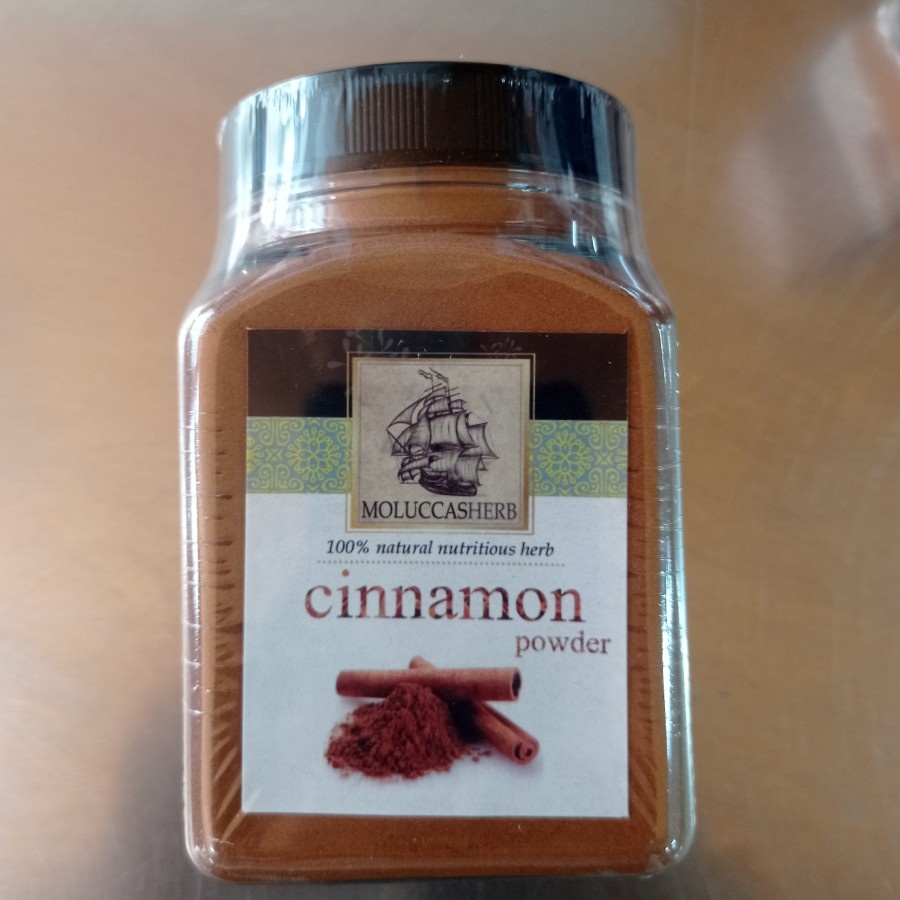 MOLUCCASHERB
100% natural nutritious herb
cinnamon
powder